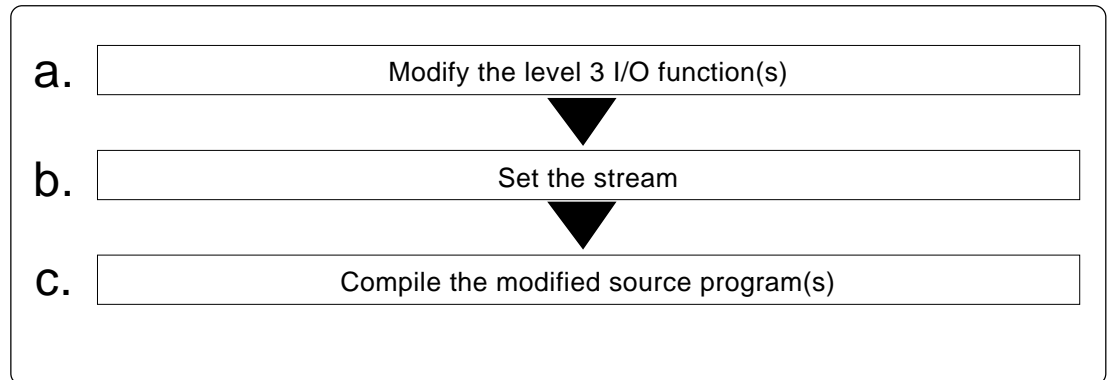 a. Modify the level 3 I/O function(s)
b. Set the stream
c. Compile the modified source program(s)